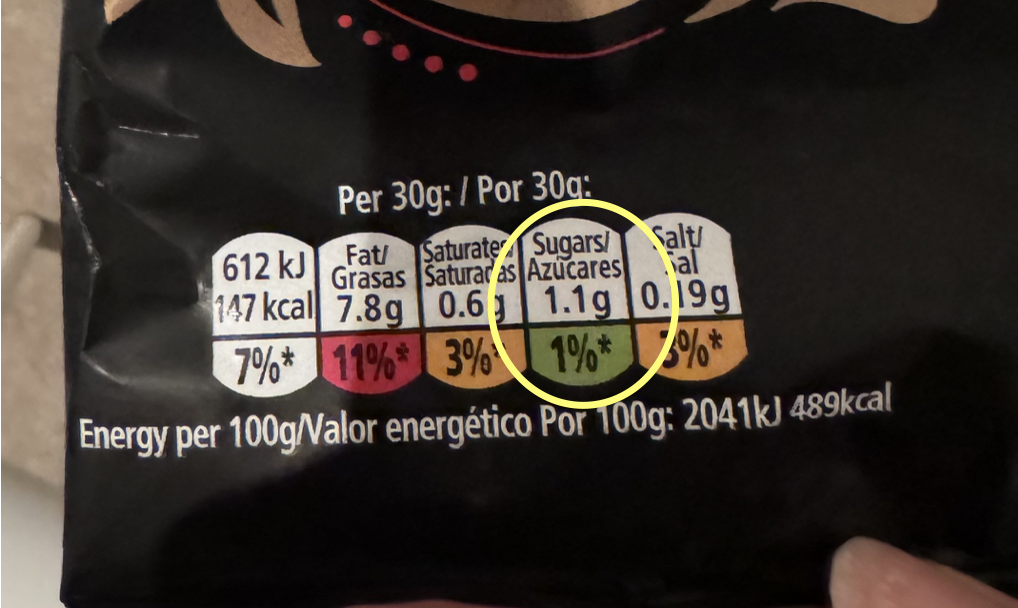 Per 30g: / Por 30g:
612 kJ
147 kcal
7%*
Fat/
Grasas
7.8g
11%*
Saturates/
Saturadas
0.6g
3%*
Sugars/
Azúcares
1.1g
1%*
Salt/
Sal
0.19g
3%*
Energy per 100g/Valor energético Por 100g: 2041kJ 489kcal